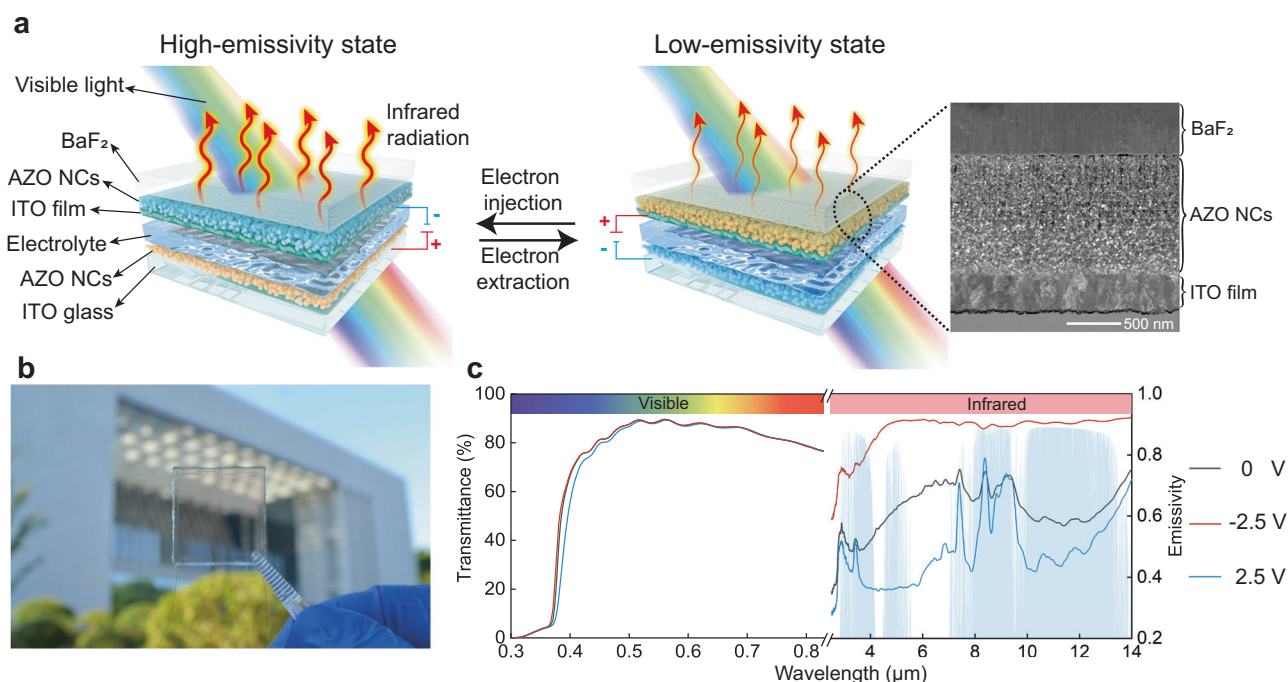 a
High-emissivity state
Low-emissivity state
Visible light
Infrared
radiation
BaF₂
AZO NCs
ITO film
Electrolyte
AZO NCs
ITO glass
-
+
Electron
injection
Electron
extraction
+
-
BaF₂
AZO NCs
ITO film
500 nm
b
c
Visible
Infrared
Transmittance (%)
100
80
60
40
20
0
0.3 0.4 0.5 0.6 0.7 0.8 4 6 8 10 12 14
Wavelength (μm)
1.0
0.8
0.6
0.4
0.2
Emissivity
0 V
-2.5 V
2.5 V